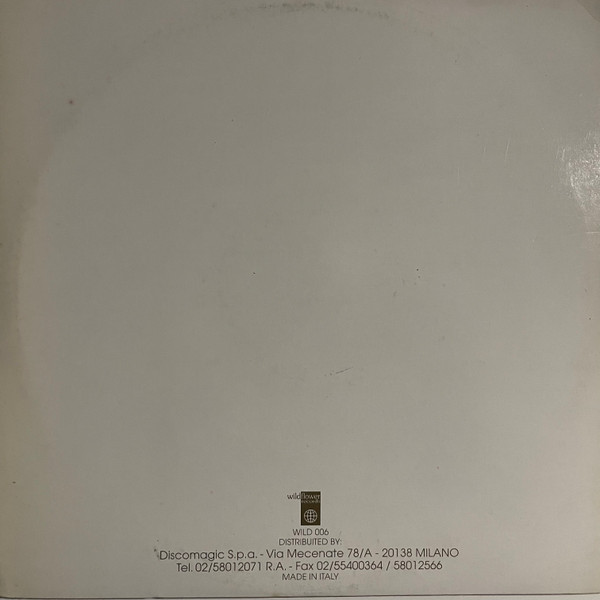 wildflower
records
WILD 006
DISTRIBUITED BY:
Discomagic S.p.a. - Via Mecenate 78/A - 20138 MILANO
Tel. 02/58012071 R.A. - Fax 02/55400364 / 58012566
MADE IN ITALY